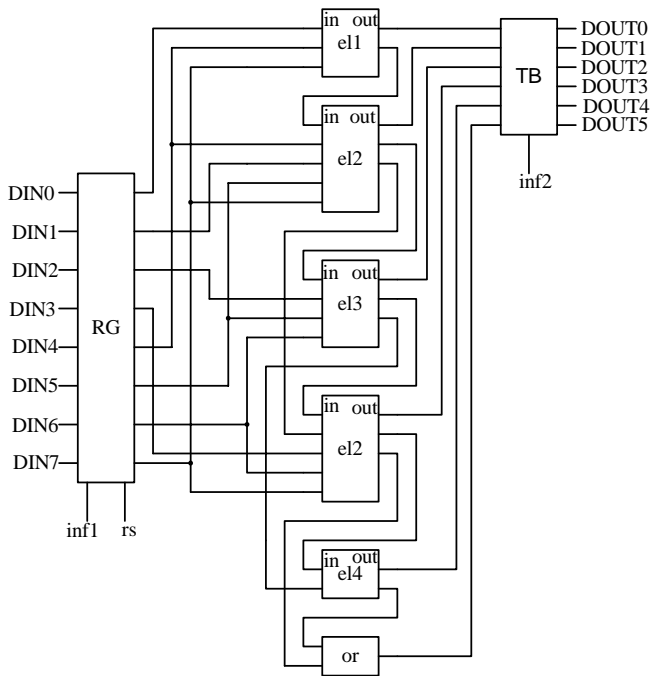 in out
el1
DOUT0
DOUT1
DOUT2
DOUT3
DOUT4
DOUT5
TB
inf2
in out
el2
DIN0
DIN1
DIN2
DIN3
DIN4
DIN5
DIN6
DIN7
RG
inf1 rs
in out
el3
in out
el2
in out
el4
or